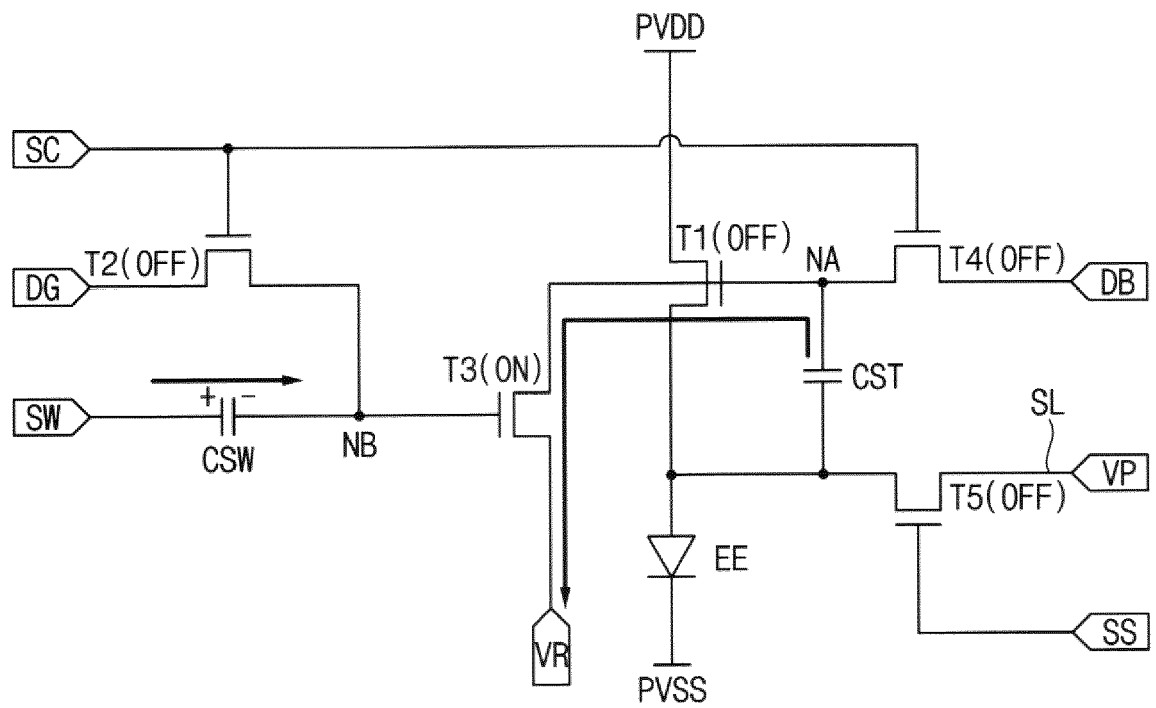 PVDD
SC
T1(OFF)
T2(OFF)
NA
T4(OFF)
DG
DB
T3(ON)
CST
+ -
SW
CSW
NB
SL
VP
T5(OFF)
EE
SS
VR
PVSS